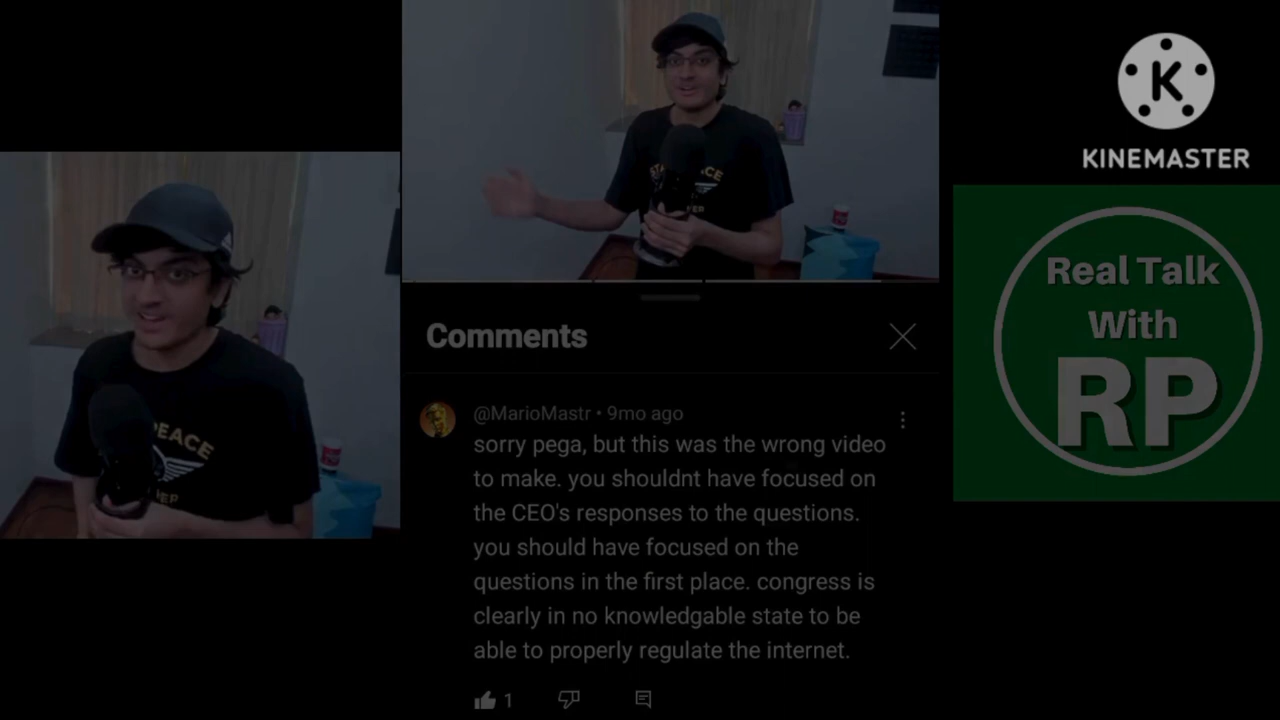 KINEMASTER
Real Talk
With
RP
Comments
@MarioMastr • 9mo ago
sorry pega, but this was the wrong video
to make. you shouldnt have focused on
the CEO's responses to the questions.
you should have focused on the
questions in the first place. congress is
clearly in no knowledgable state to be
able to properly regulate the internet.
1